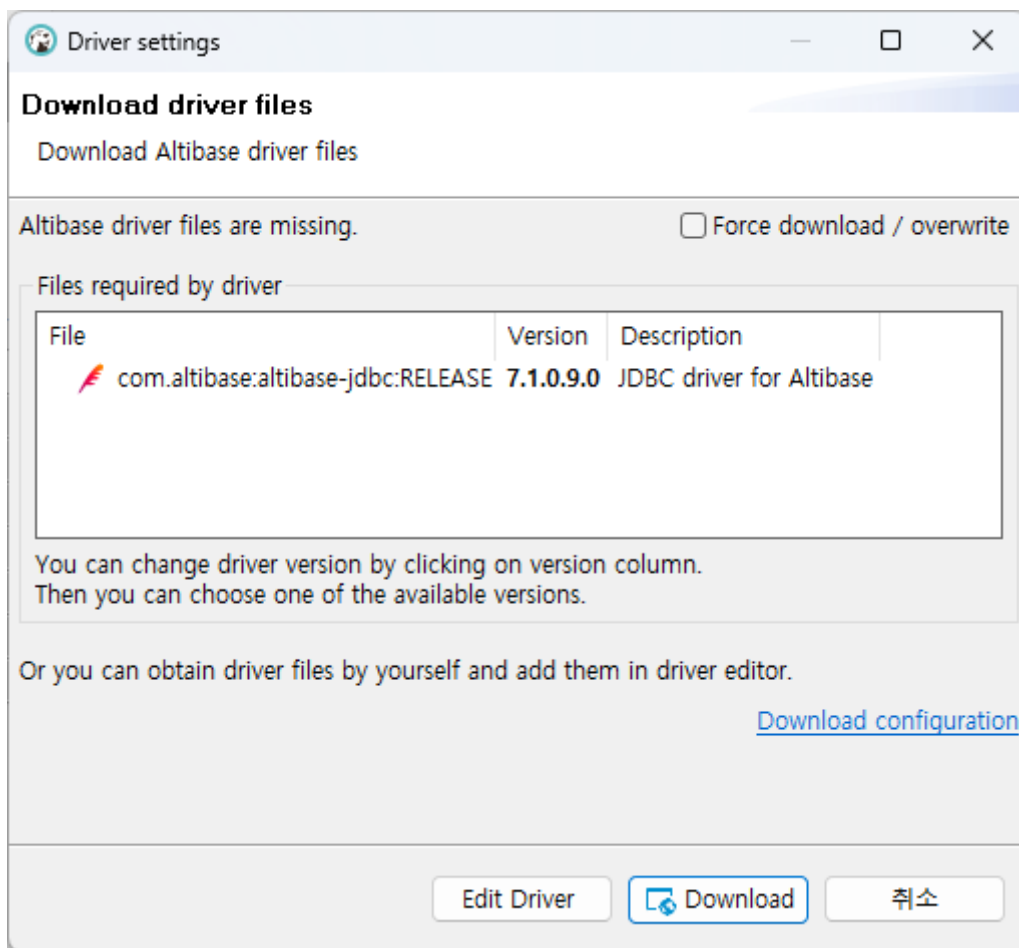 Driver settings
Download driver files
Download Altibase driver files
Altibase driver files are missing.
Force download / overwrite
Files required by driver
File Version Description
com.altibase:altibase-jdbc:RELEASE 7.1.0.9.0 JDBC driver for Altibase
You can change driver version by clicking on version column.
Then you can choose one of the available versions.
Or you can obtain driver files by yourself and add them in driver editor.
Download configuration
Edit Driver Download 취소